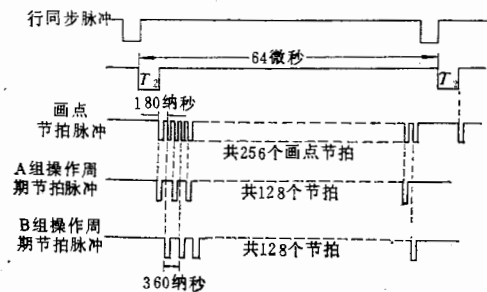 行同步脉冲
64微秒
T₂
T₂
180纳秒
画点
节拍脉冲
共256个画点节拍
A组操作周
期节拍脉冲
共128个节拍
B组操作周
期节拍脉冲
共128个节拍
360纳秒